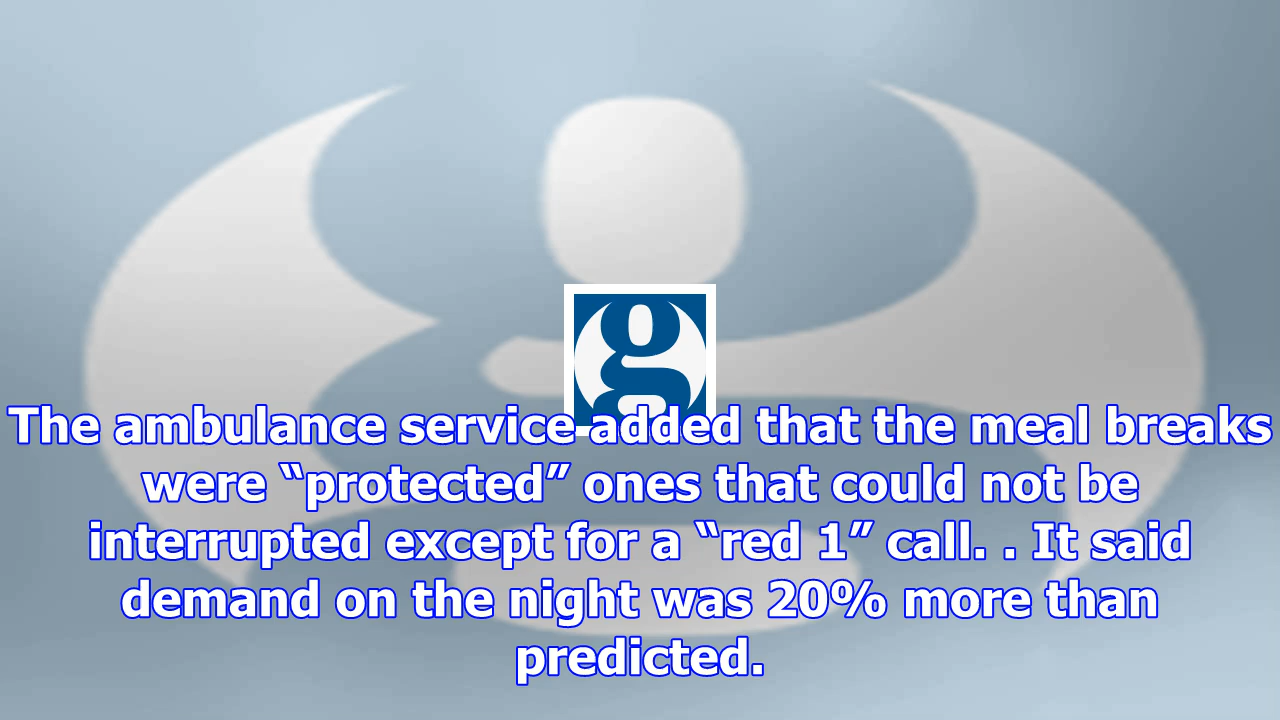 g
The ambulance service added that the meal breaks
were “protected” ones that could not be
interrupted except for a “red 1” call. . It said
demand on the night was 20% more than
predicted.